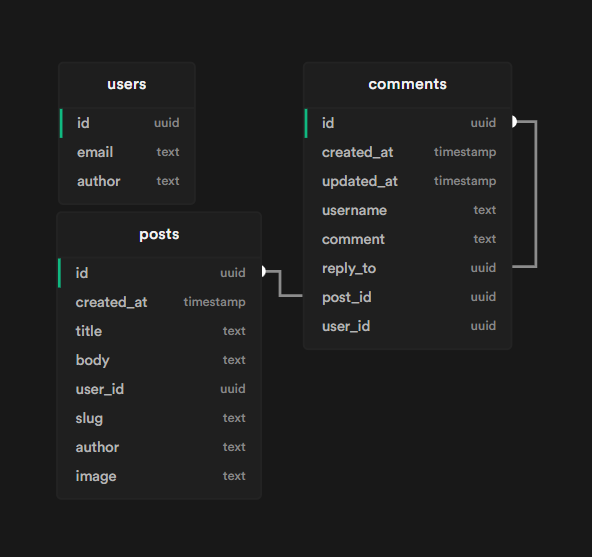 users
id uuid
email text
author text
posts
id uuid
created_at timestamp
title text
body text
user_id uuid
slug text
author text
image text
comments
id uuid
created_at timestamp
updated_at timestamp
username text
comment text
reply_to uuid
post_id uuid
user_id uuid